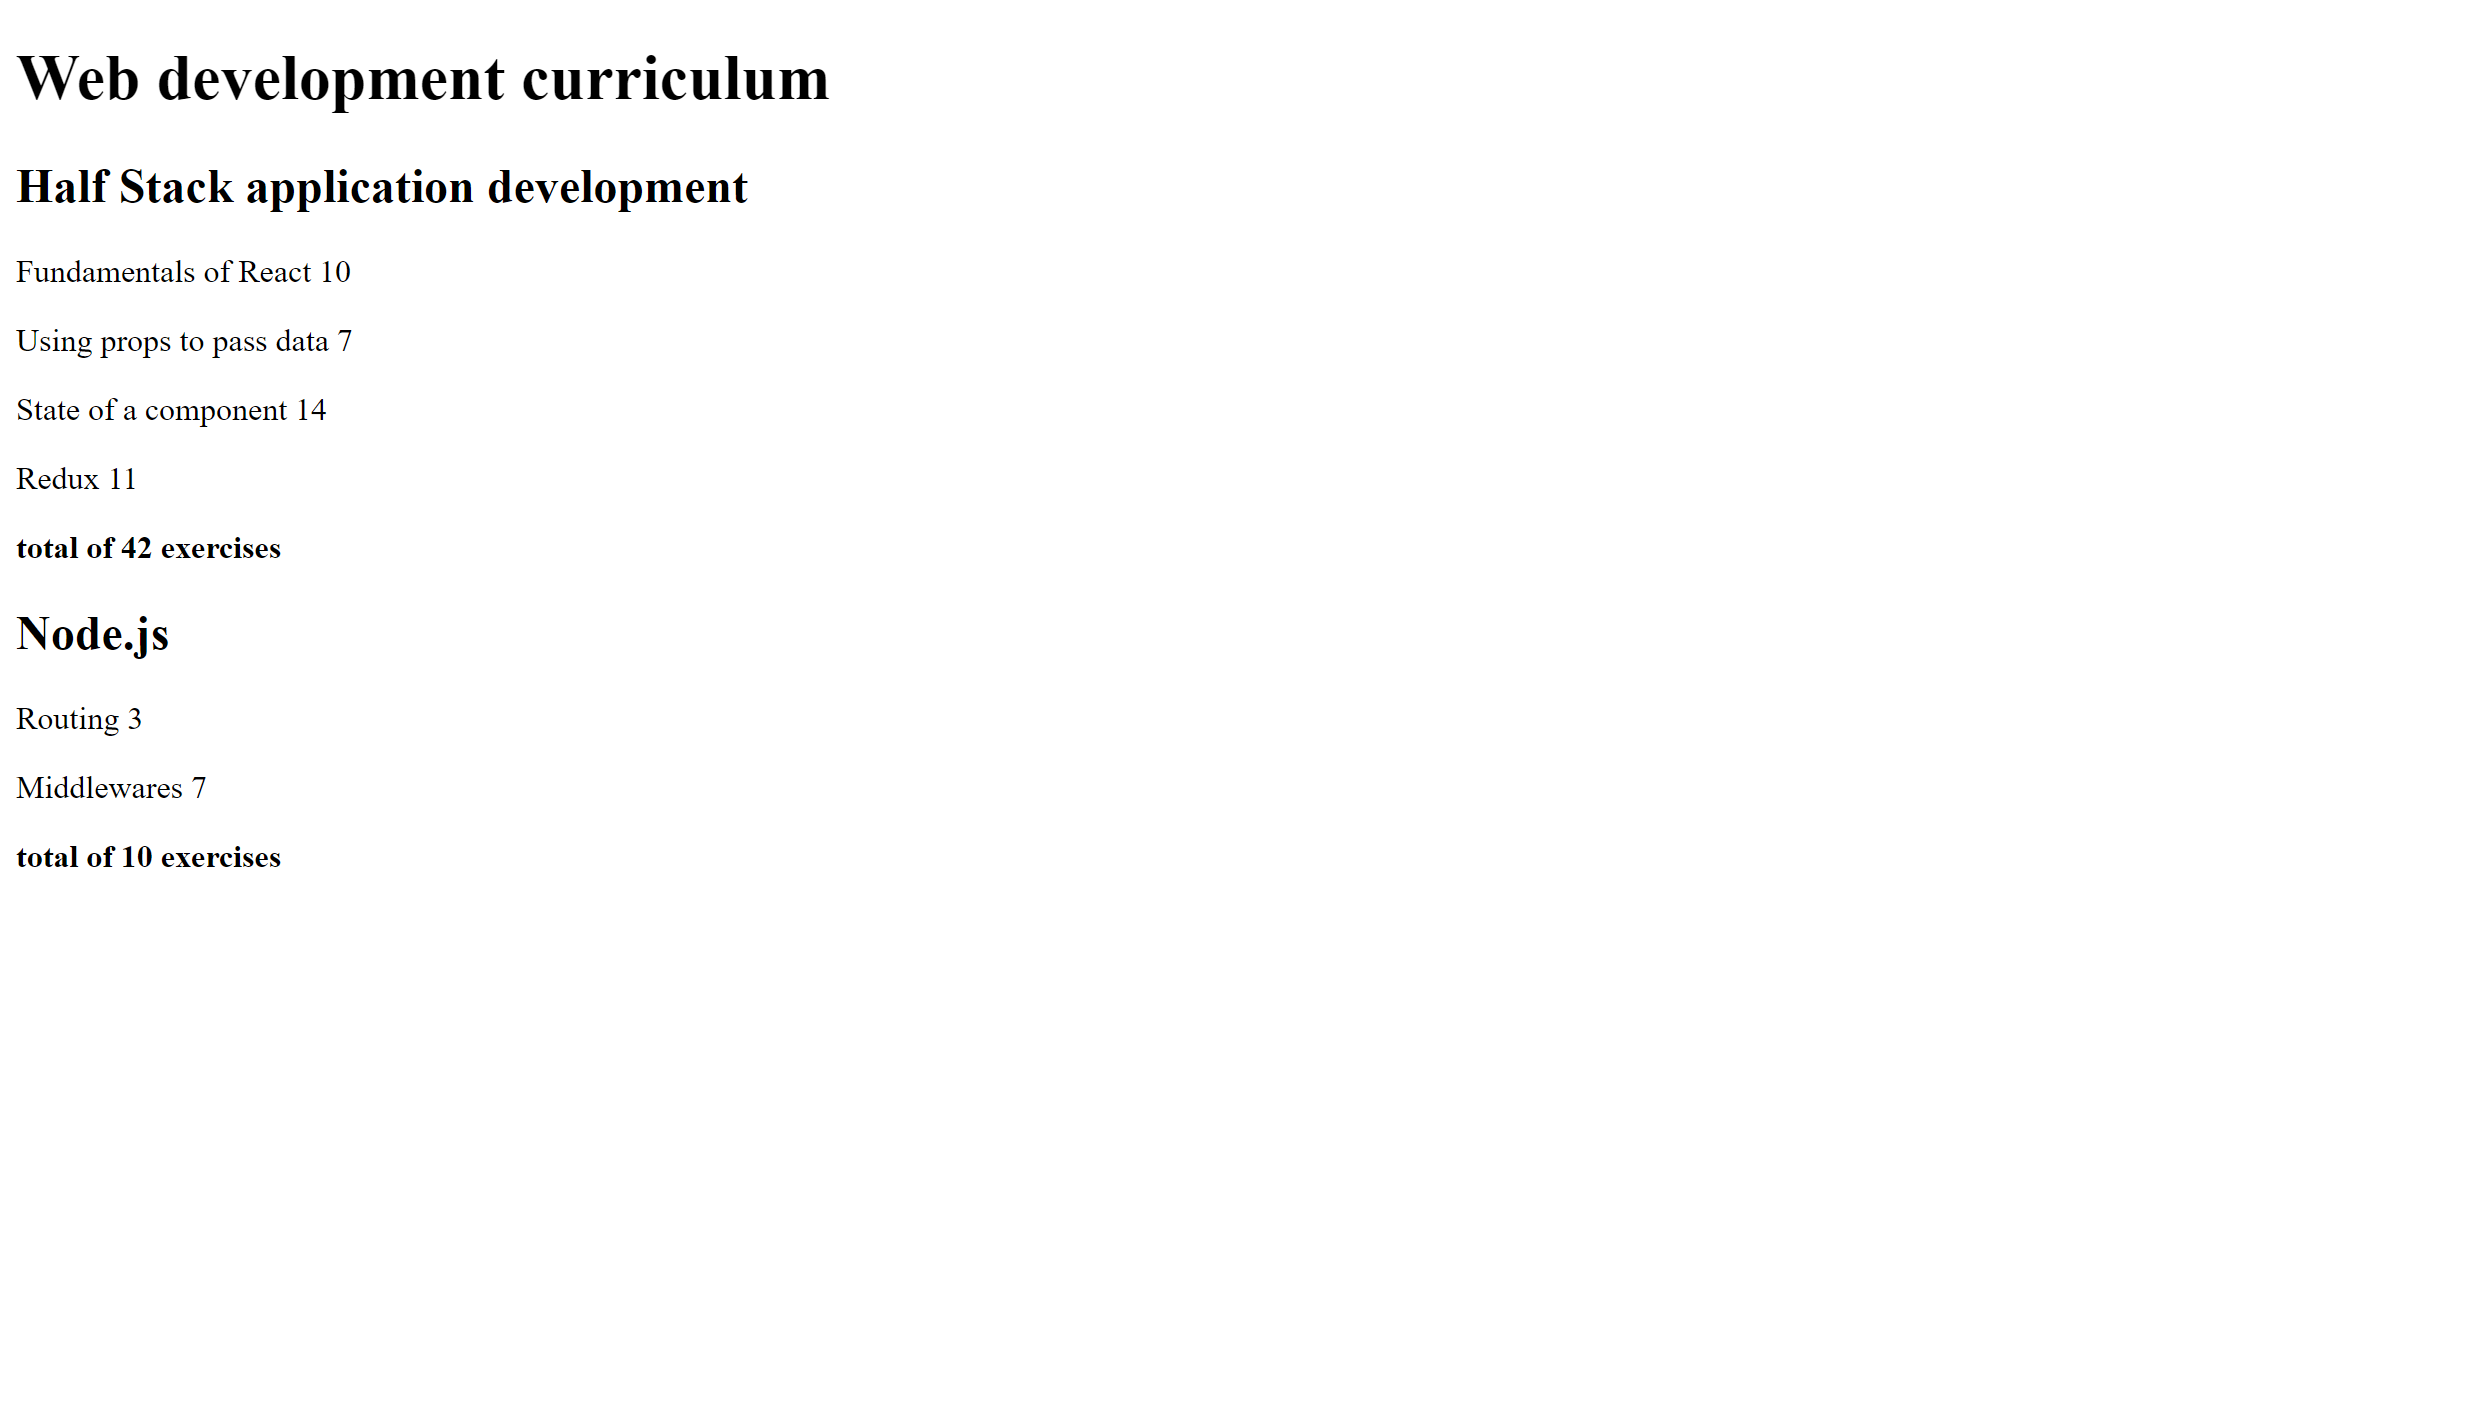 Web development curriculum
Half Stack application development
Fundamentals of React 10
Using props to pass data 7
State of a component 14
Redux 11
total of 42 exercises
Node.js
Routing 3
Middlewares 7
total of 10 exercises